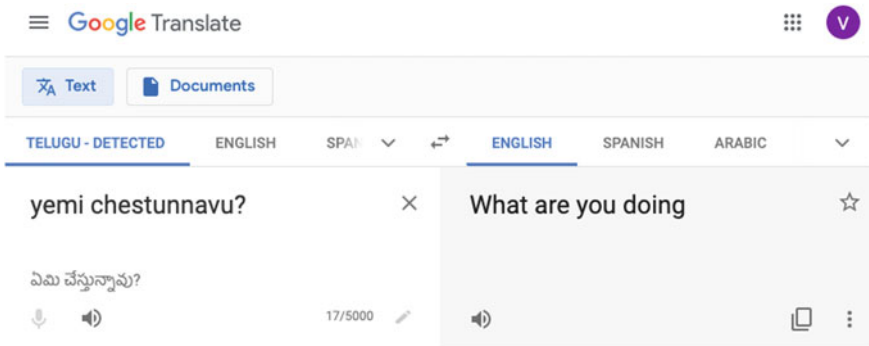 Google Translate
V
Text Documents
TELUGU - DETECTED ENGLISH SPAN ENGLISH SPANISH ARABIC
yemi chestunnavu? What are you doing
ఏమి చేస్తున్నావు?
17/5000